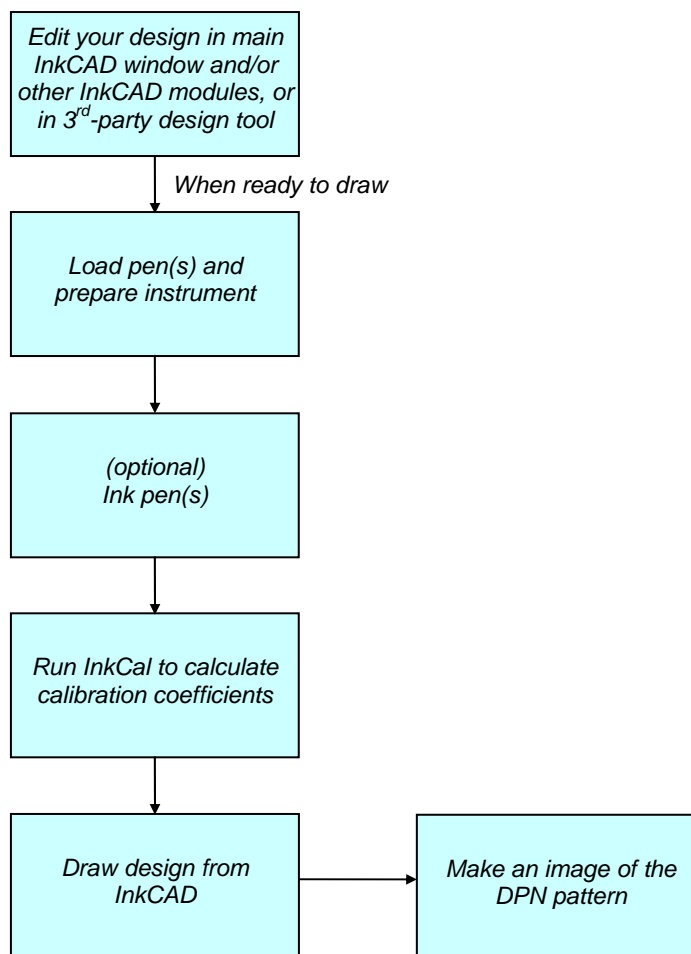 Edit your design in main
InkCAD window and/or
other InkCAD modules, or
in 3rd-party design tool
When ready to draw
Load pen(s) and
prepare instrument
(optional)
Ink pen(s)
Run InkCal to calculate
calibration coefficients
Draw design from
InkCAD
Make an image of the
DPN pattern